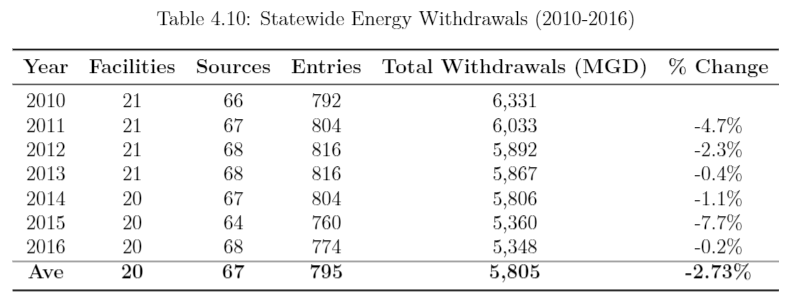 Table 4.10: Statewide Energy Withdrawals (2010-2016)
Year Facilities Sources Entries Total Withdrawals (MGD) % Change
2010 21 66 792 6,331
2011 21 67 804 6,033 -4.7%
2012 21 68 816 5,892 -2.3%
2013 21 68 816 5,867 -0.4%
2014 20 67 804 5,806 -1.1%
2015 20 64 760 5,360 -7.7%
2016 20 68 774 5,348 -0.2%
Ave 20 67 795 5,805 -2.73%